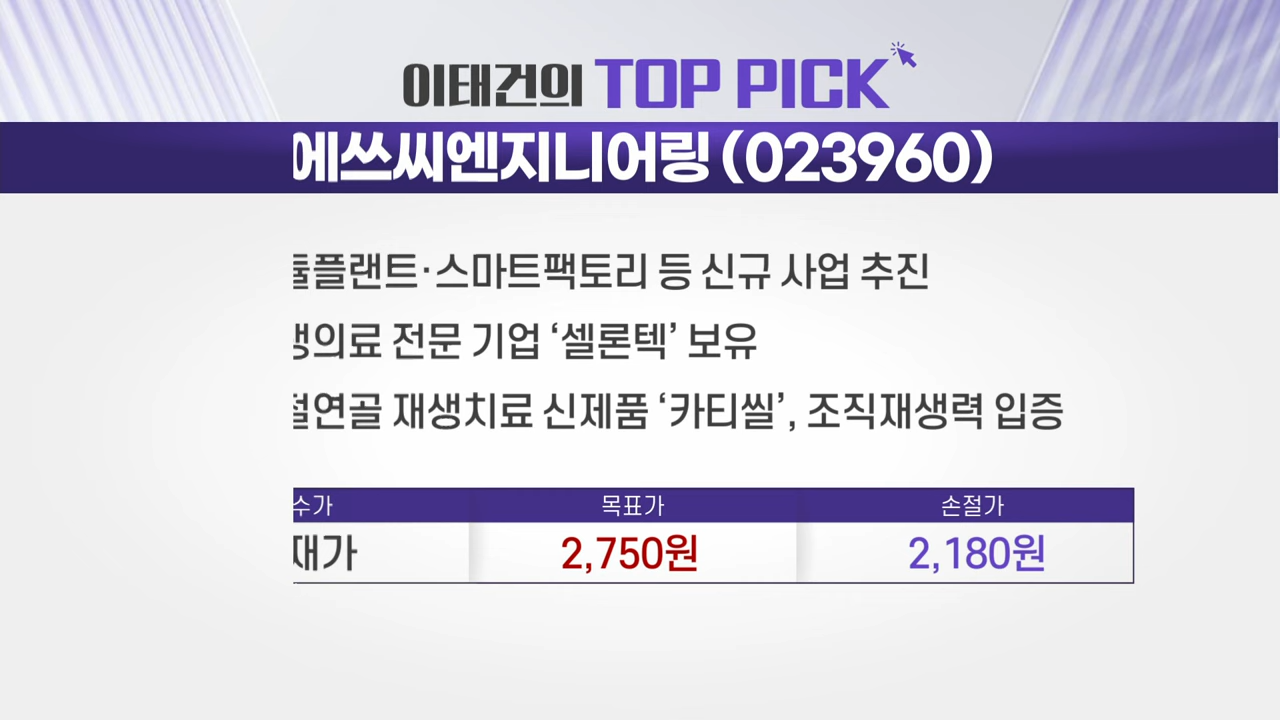 이태건의 TOP PICK
에쓰씨엔지니어링 (023960)
플랜트·스마트팩토리 등 신규 사업 추진
의료 전문 기업 ‘셀론텍’ 보유
연골 재생치료 신제품 ‘카티씰’, 조직재생력 입증
수가 목표가 손절가
재가 2,750원 2,180원